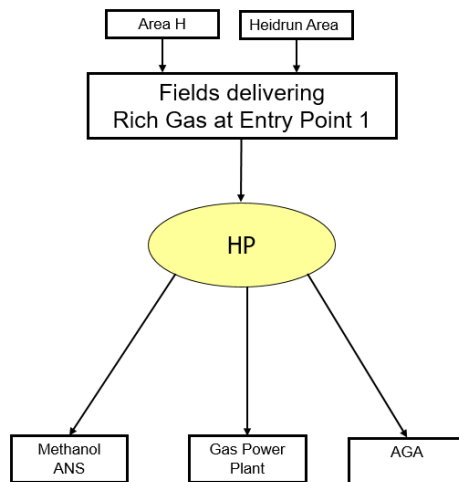 Area H
Heidrun Area
Fields delivering
Rich Gas at Entry Point 1
HP
Methanol
ANS
Gas Power
Plant
AGA